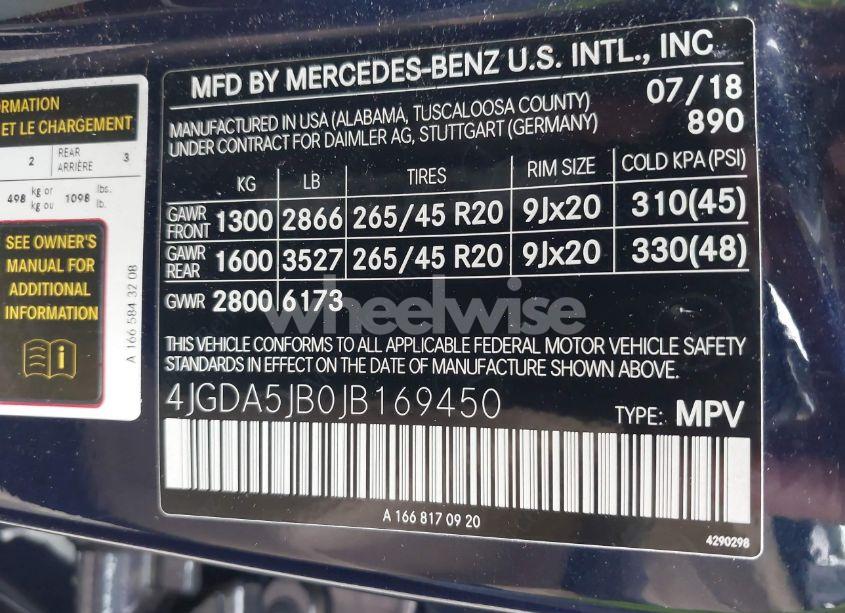 ORMATION
ET LE CHARGEMENT
2 REAR ARRIÈRE 3
498 kg or kg ou 1098 lbs. lb.
SEE OWNER'S
MANUAL FOR
ADDITIONAL
INFORMATION
A 166 584 32 08
MFD BY MERCEDES-BENZ U.S. INTL., INC
07/18
MANUFACTURED IN USA (ALABAMA, TUSCALOOSA COUNTY)
UNDER CONTRACT FOR DAIMLER AG, STUTTGART (GERMANY)
890
KG LB TIRES RIM SIZE COLD KPA (PSI)
GAWR FRONT 1300 2866 265/45 R20 9Jx20 310(45)
GAWR REAR 1600 3527 265/45 R20 9Jx20 330(48)
GVWR 2800 6173
wheelwise
THIS VEHICLE CONFORMS TO ALL APPLICABLE FEDERAL MOTOR VEHICLE SAFETY
STANDARDS IN EFFECT ON THE DATE OF MANUFACTURE SHOWN ABOVE.
4JGDA5JB0JB169450
TYPE: MPV
A 166 817 09 20
4290298